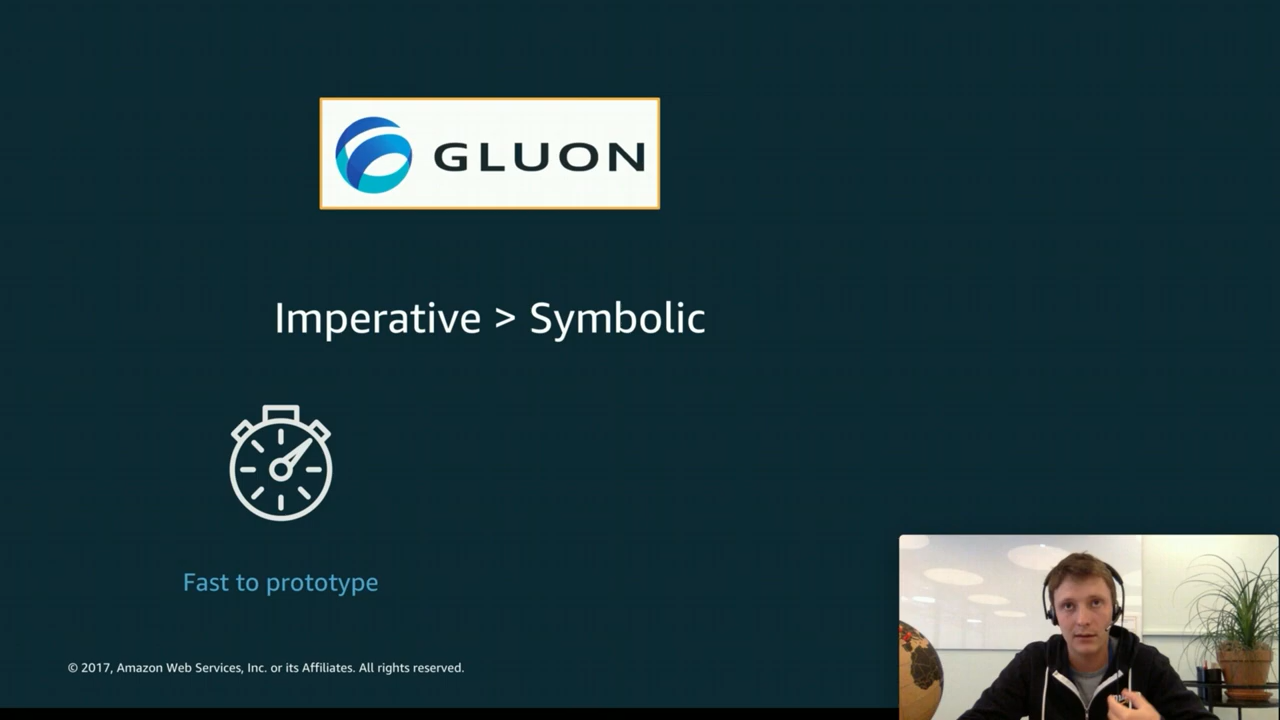 GLUON
Imperative > Symbolic
Fast to prototype
© 2017, Amazon Web Services, Inc. or its Affiliates. All rights reserved.